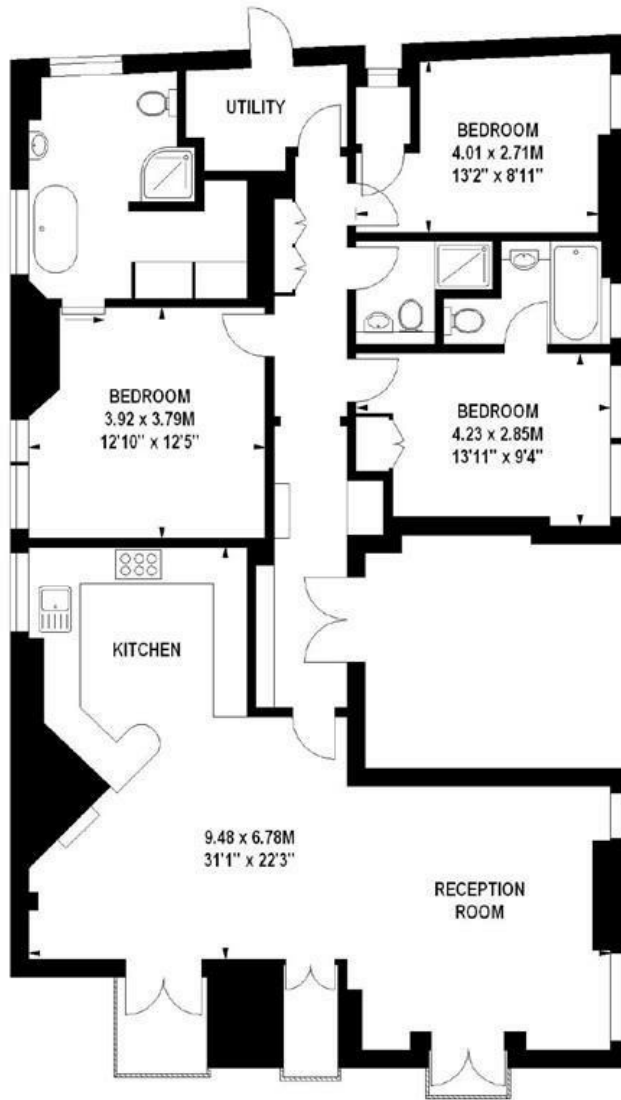 UTILITY
BEDROOM
4.01 x 2.71M
13'2" x 8'11"
BEDROOM
3.92 x 3.79M
12'10" x 12'5"
BEDROOM
4.23 x 2.85M
13'11" x 9'4"
KITCHEN
9.48 x 6.78M
31'1" x 22'3"
RECEPTION
ROOM